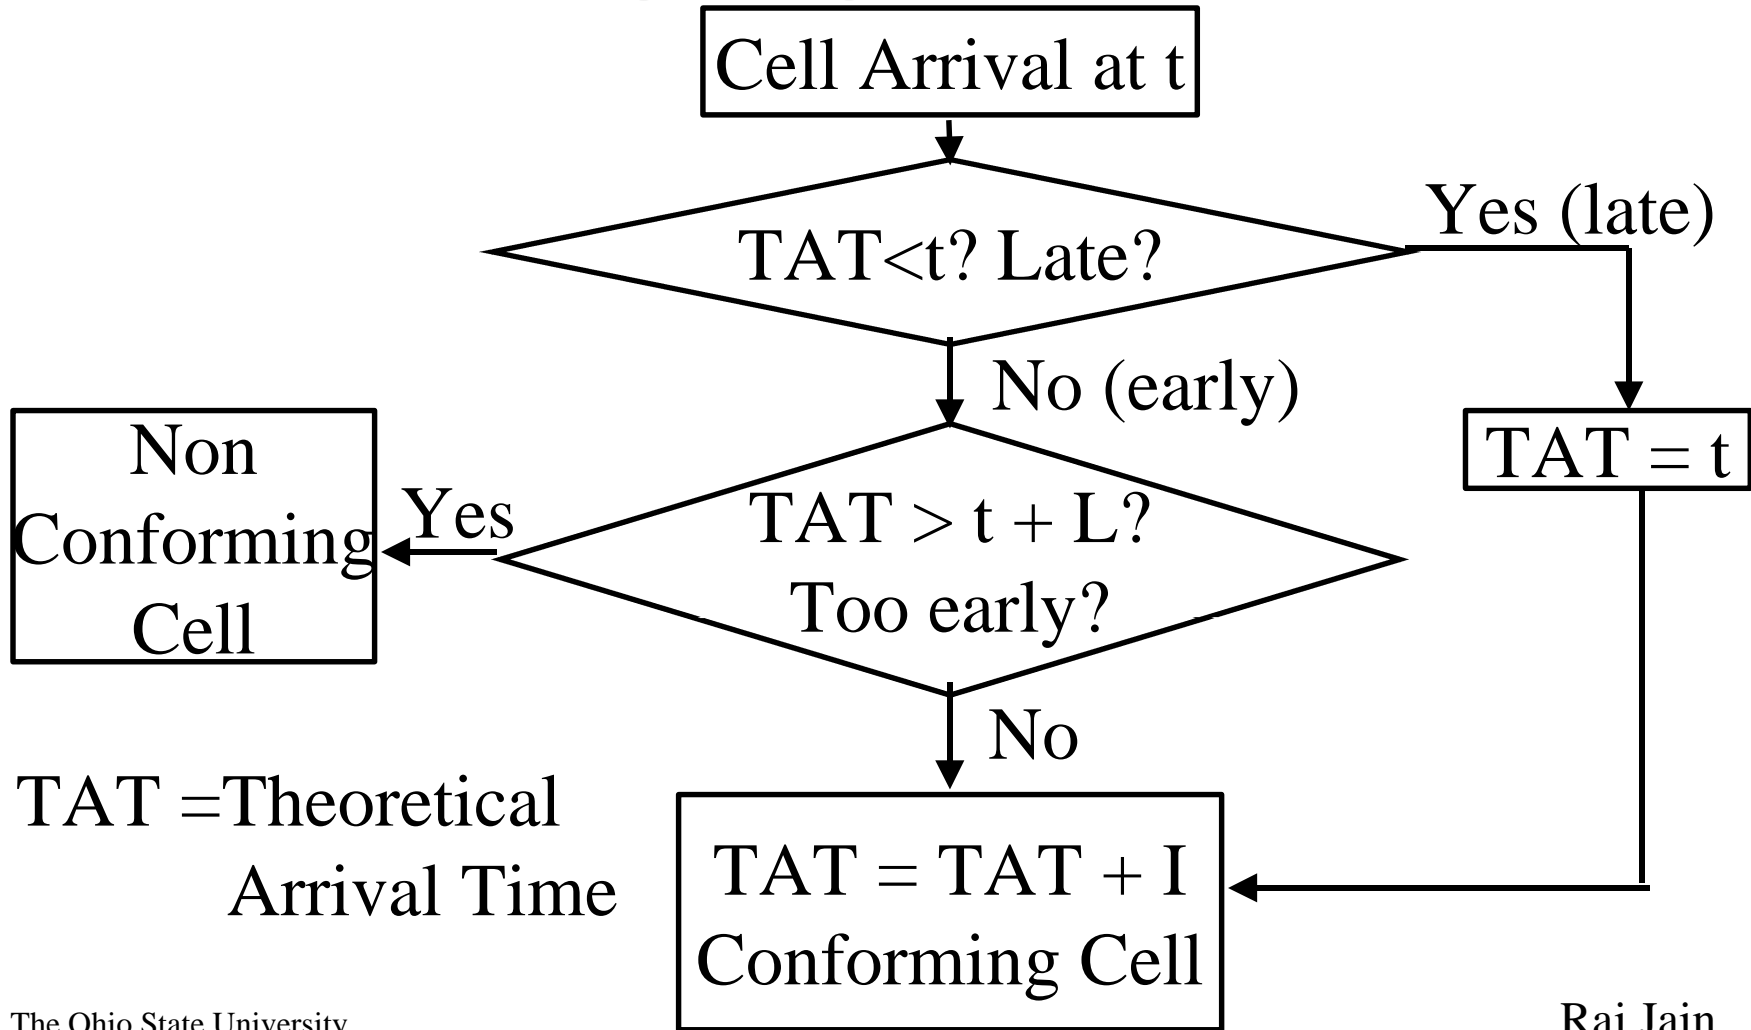 Cell Arrival at t
TAT<t? Late?
Yes (late)
No (early)
TAT = t
Non
Conforming
Cell
Yes
TAT > t + L?
Too early?
No
TAT =Theoretical
Arrival Time
TAT = TAT + I
Conforming Cell
The Ohio State University
Raj Jain